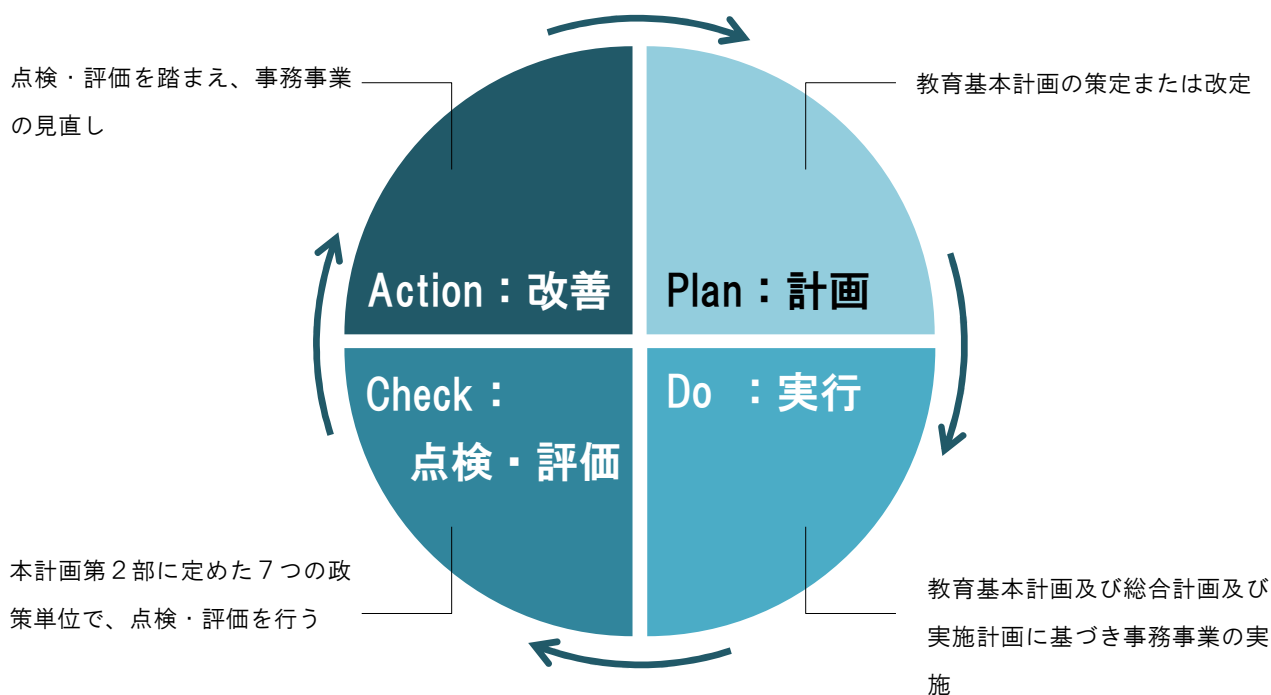 点検・評価を踏まえ、事務事業
の見直し
教育基本計画の策定または改定
Action：改善
Plan：計画
Check：
点検・評価
Do ：実行
本計画第２部に定めた７つの政
策単位で、点検・評価を行う
教育基本計画及び総合計画及び
実施計画に基づき事務事業の実
施